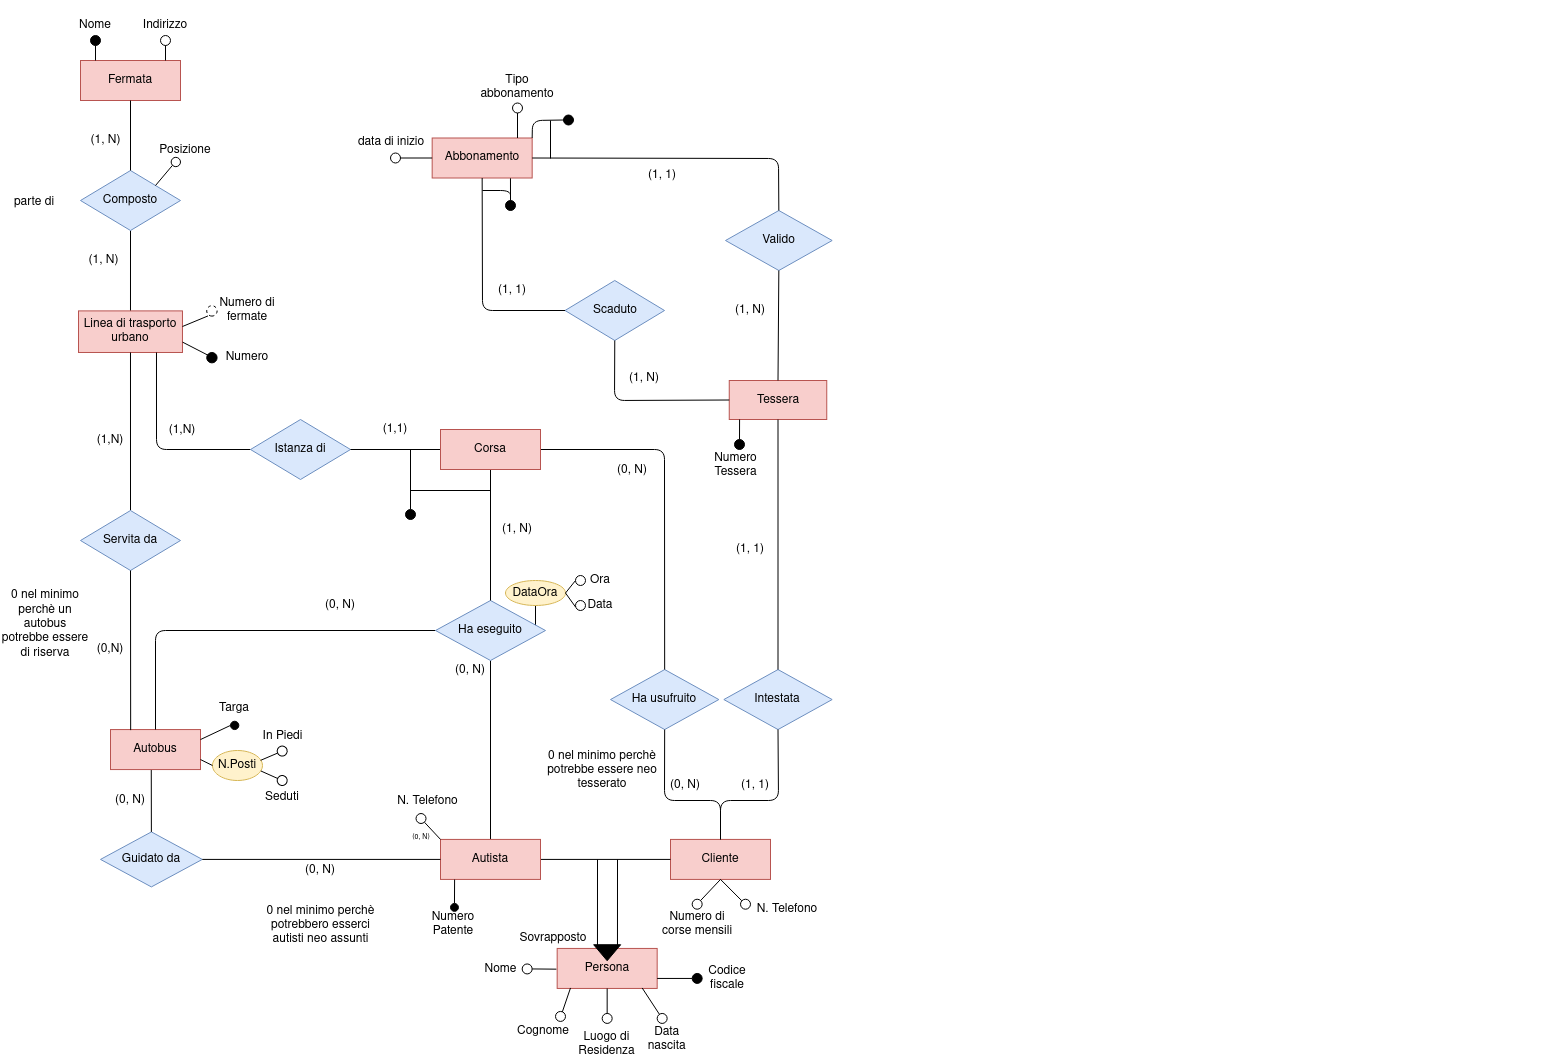 Nome
Indirizzo
Fermata
(1, N)
Posizione
parte di
Composto
(1, N)
Numero di
fermate
Linea di trasporto
urbano
Numero
Tipo
abbonamento
data di inizio
Abbonamento
(1, 1)
Valido
(1, 1)
Scaduto
(1, N)
(1, N)
Tessera
Numero
Tessera
(1,N)
(1,N)
Istanza di
(1,1)
Corsa
(0, N)
(1, N)
(1, 1)
Servita da
0 nel minimo
perchè un
autobus
potrebbe essere
di riserva
(0,N)
(0, N)
DataOra
Ora
Data
Ha eseguito
(0, N)
Ha usufruito
Intestata
Targa
In Piedi
Autobus
N.Posti
Seduti
(0, N)
0 nel minimo perchè
potrebbe essere neo
tesserato
(0, N)
(1, 1)
N. Telefono
(0, N)
Guidato da
(0, N)
Autista
Cliente
0 nel minimo perchè
potrebbero esserci
autisti neo assunti
Numero
Patente
Numero di
corse mensili
N. Telefono
Sovrapposto
Nome
Persona
Codice
fiscale
Cognome
Luogo di
Residenza
Data
nascita